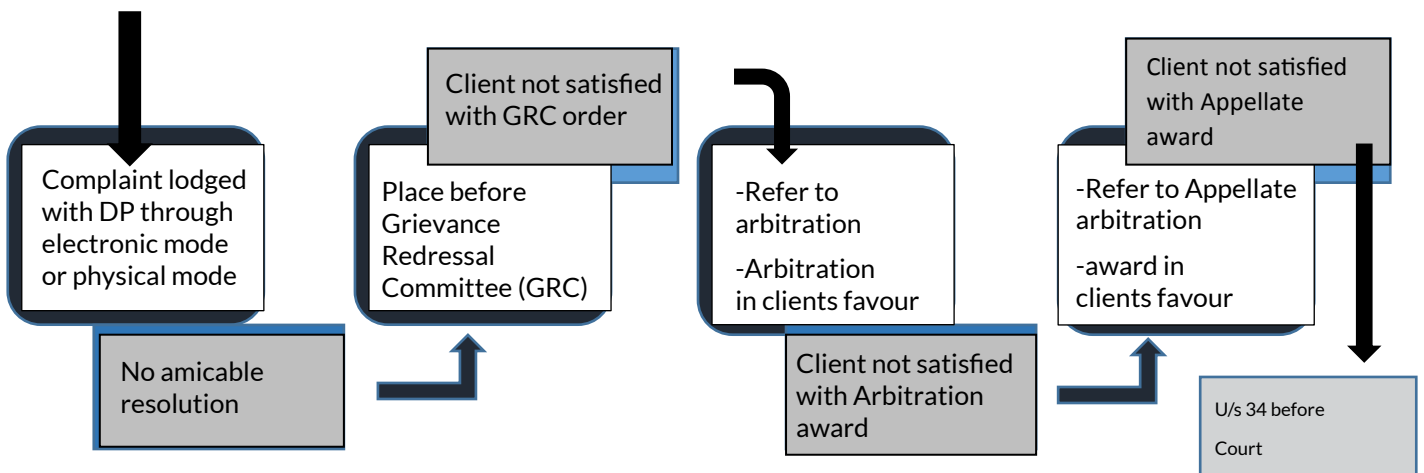 Complaint lodged
with DP through
electronic mode
or physical mode
No amicable
resolution
Client not satisfied
with GRC order
Place before
Grievance
Redressal
Committee (GRC)
-Refer to
arbitration
-Arbitration
in clients favour
Client not satisfied
with Arbitration
award
Client not satisfied
with Appellate
award
-Refer to Appellate
arbitration
-award in
clients favour
U/s 34 before
Court